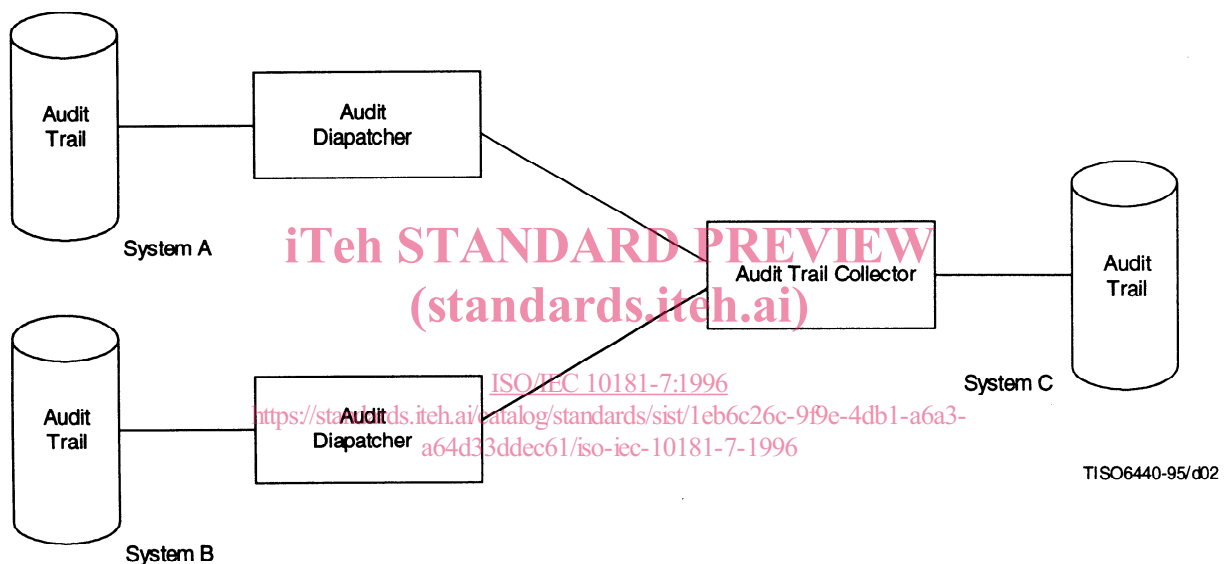 Audit
Trail
Audit
Diapatcher
System A
Audit Trail Collector
Audit
Trail
System C
Audit
Trail
Audit
Diapatcher
System B
TISO6440-95/d02
iTeh STANDARD PREVIEW
(standards.iteh.ai)
ISO/IEC 10181-7:1996
https://standards.iteh.ai/catalog/standards/sist/1eb6c26c-9f9e-4db1-a6a3-
a64d33ddec61/iso-iec-10181-7-1996